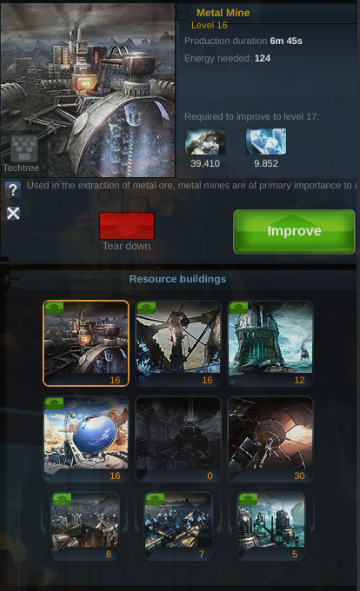 Metal Mine
Level 16
Production duration 6m 45s
Energy needed: 124
Required to improve to level 17:
39.410 9.852
Techtree
? Used in the extraction of metal ore, metal mines are of primary importance to
Tear down
Improve
Resource buildings
16 16 12
16 0 30
8 7 5